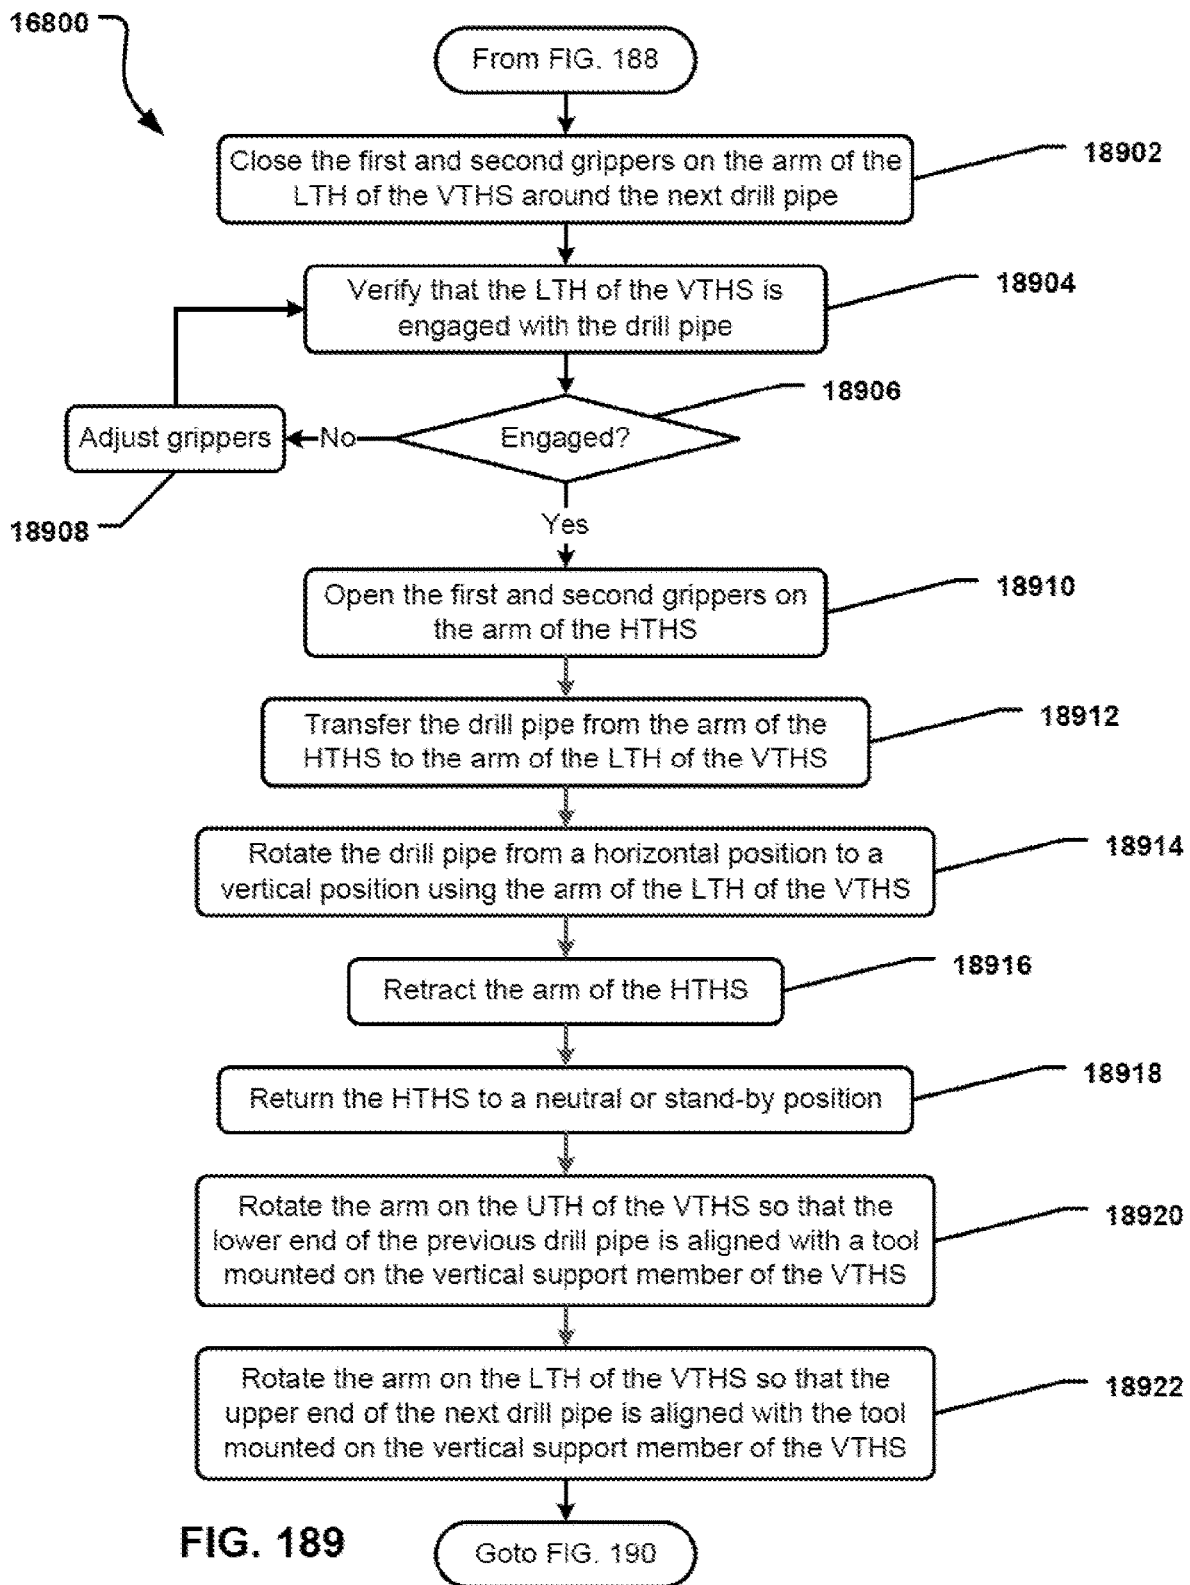 16800
From FIG. 188
Close the first and second grippers on the arm of the
LTH of the VTHS around the next drill pipe
18902
Verify that the LTH of the VTHS is
engaged with the drill pipe
18904
Engaged?
18906
No
Adjust grippers
18908
Yes
Open the first and second grippers on
the arm of the HTHS
18910
Transfer the drill pipe from the arm of the
HTHS to the arm of the LTH of the VTHS
18912
Rotate the drill pipe from a horizontal position to a
vertical position using the arm of the LTH of the VTHS
18914
Retract the arm of the HTHS
18916
Return the HTHS to a neutral or stand-by position
18918
Rotate the arm on the UTH of the VTHS so that the
lower end of the previous drill pipe is aligned with a tool
mounted on the vertical support member of the VTHS
18920
Rotate the arm on the LTH of the VTHS so that the
upper end of the next drill pipe is aligned with the tool
mounted on the vertical support member of the VTHS
18922
FIG. 189
Goto FIG. 190